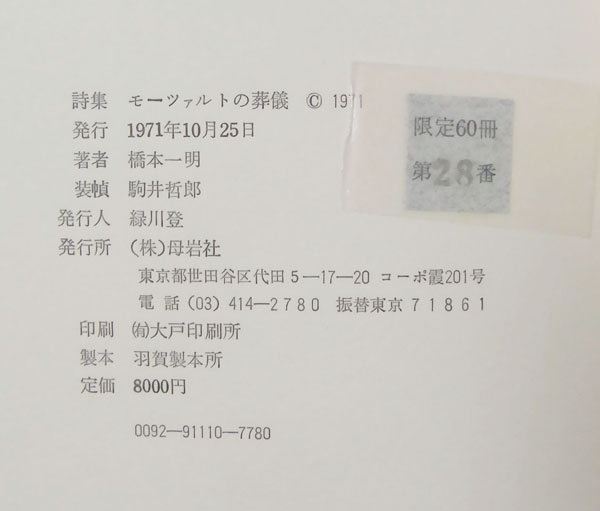 詩集 モーツァルトの葬儀 © 1971
発行 1971年10月25日
著者 橋本一明
装幀 駒井哲郎
発行人 緑川登
発行所 (株)母岩社
東京都世田谷区代田5―17―20 コーポ霞201号
電話(03)414―2780 振替東京71861
印刷 ㈲大戸印刷所
製本 羽賀製本所
定価 8000円
0092―91110―7780
限定60冊
第28番